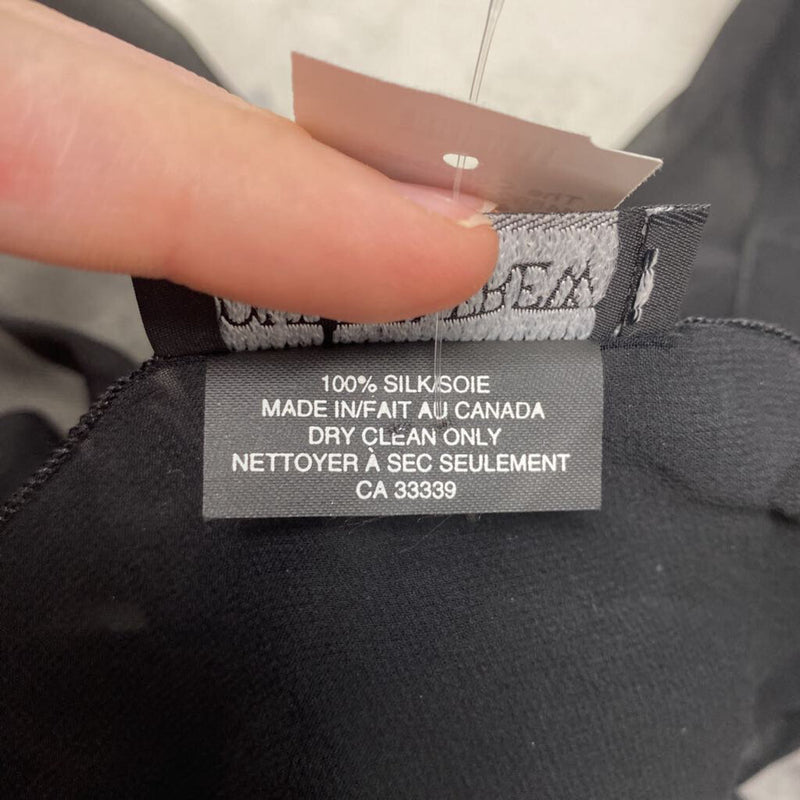 100% SILK/SOIE
MADE IN/FAIT AU CANADA
DRY CLEAN ONLY
NETTOYER À SEC SEULEMENT
CA 33339